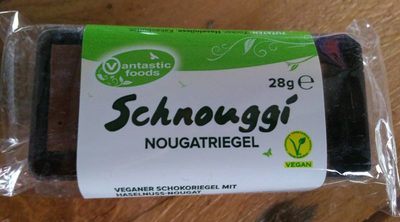 Vantastic
foods
28g e
Schnouggi
NOUGATRIEGEL
VEGAN
VEGANER SCHOKORIEGEL MIT
HASELNUSS-NOUGAT